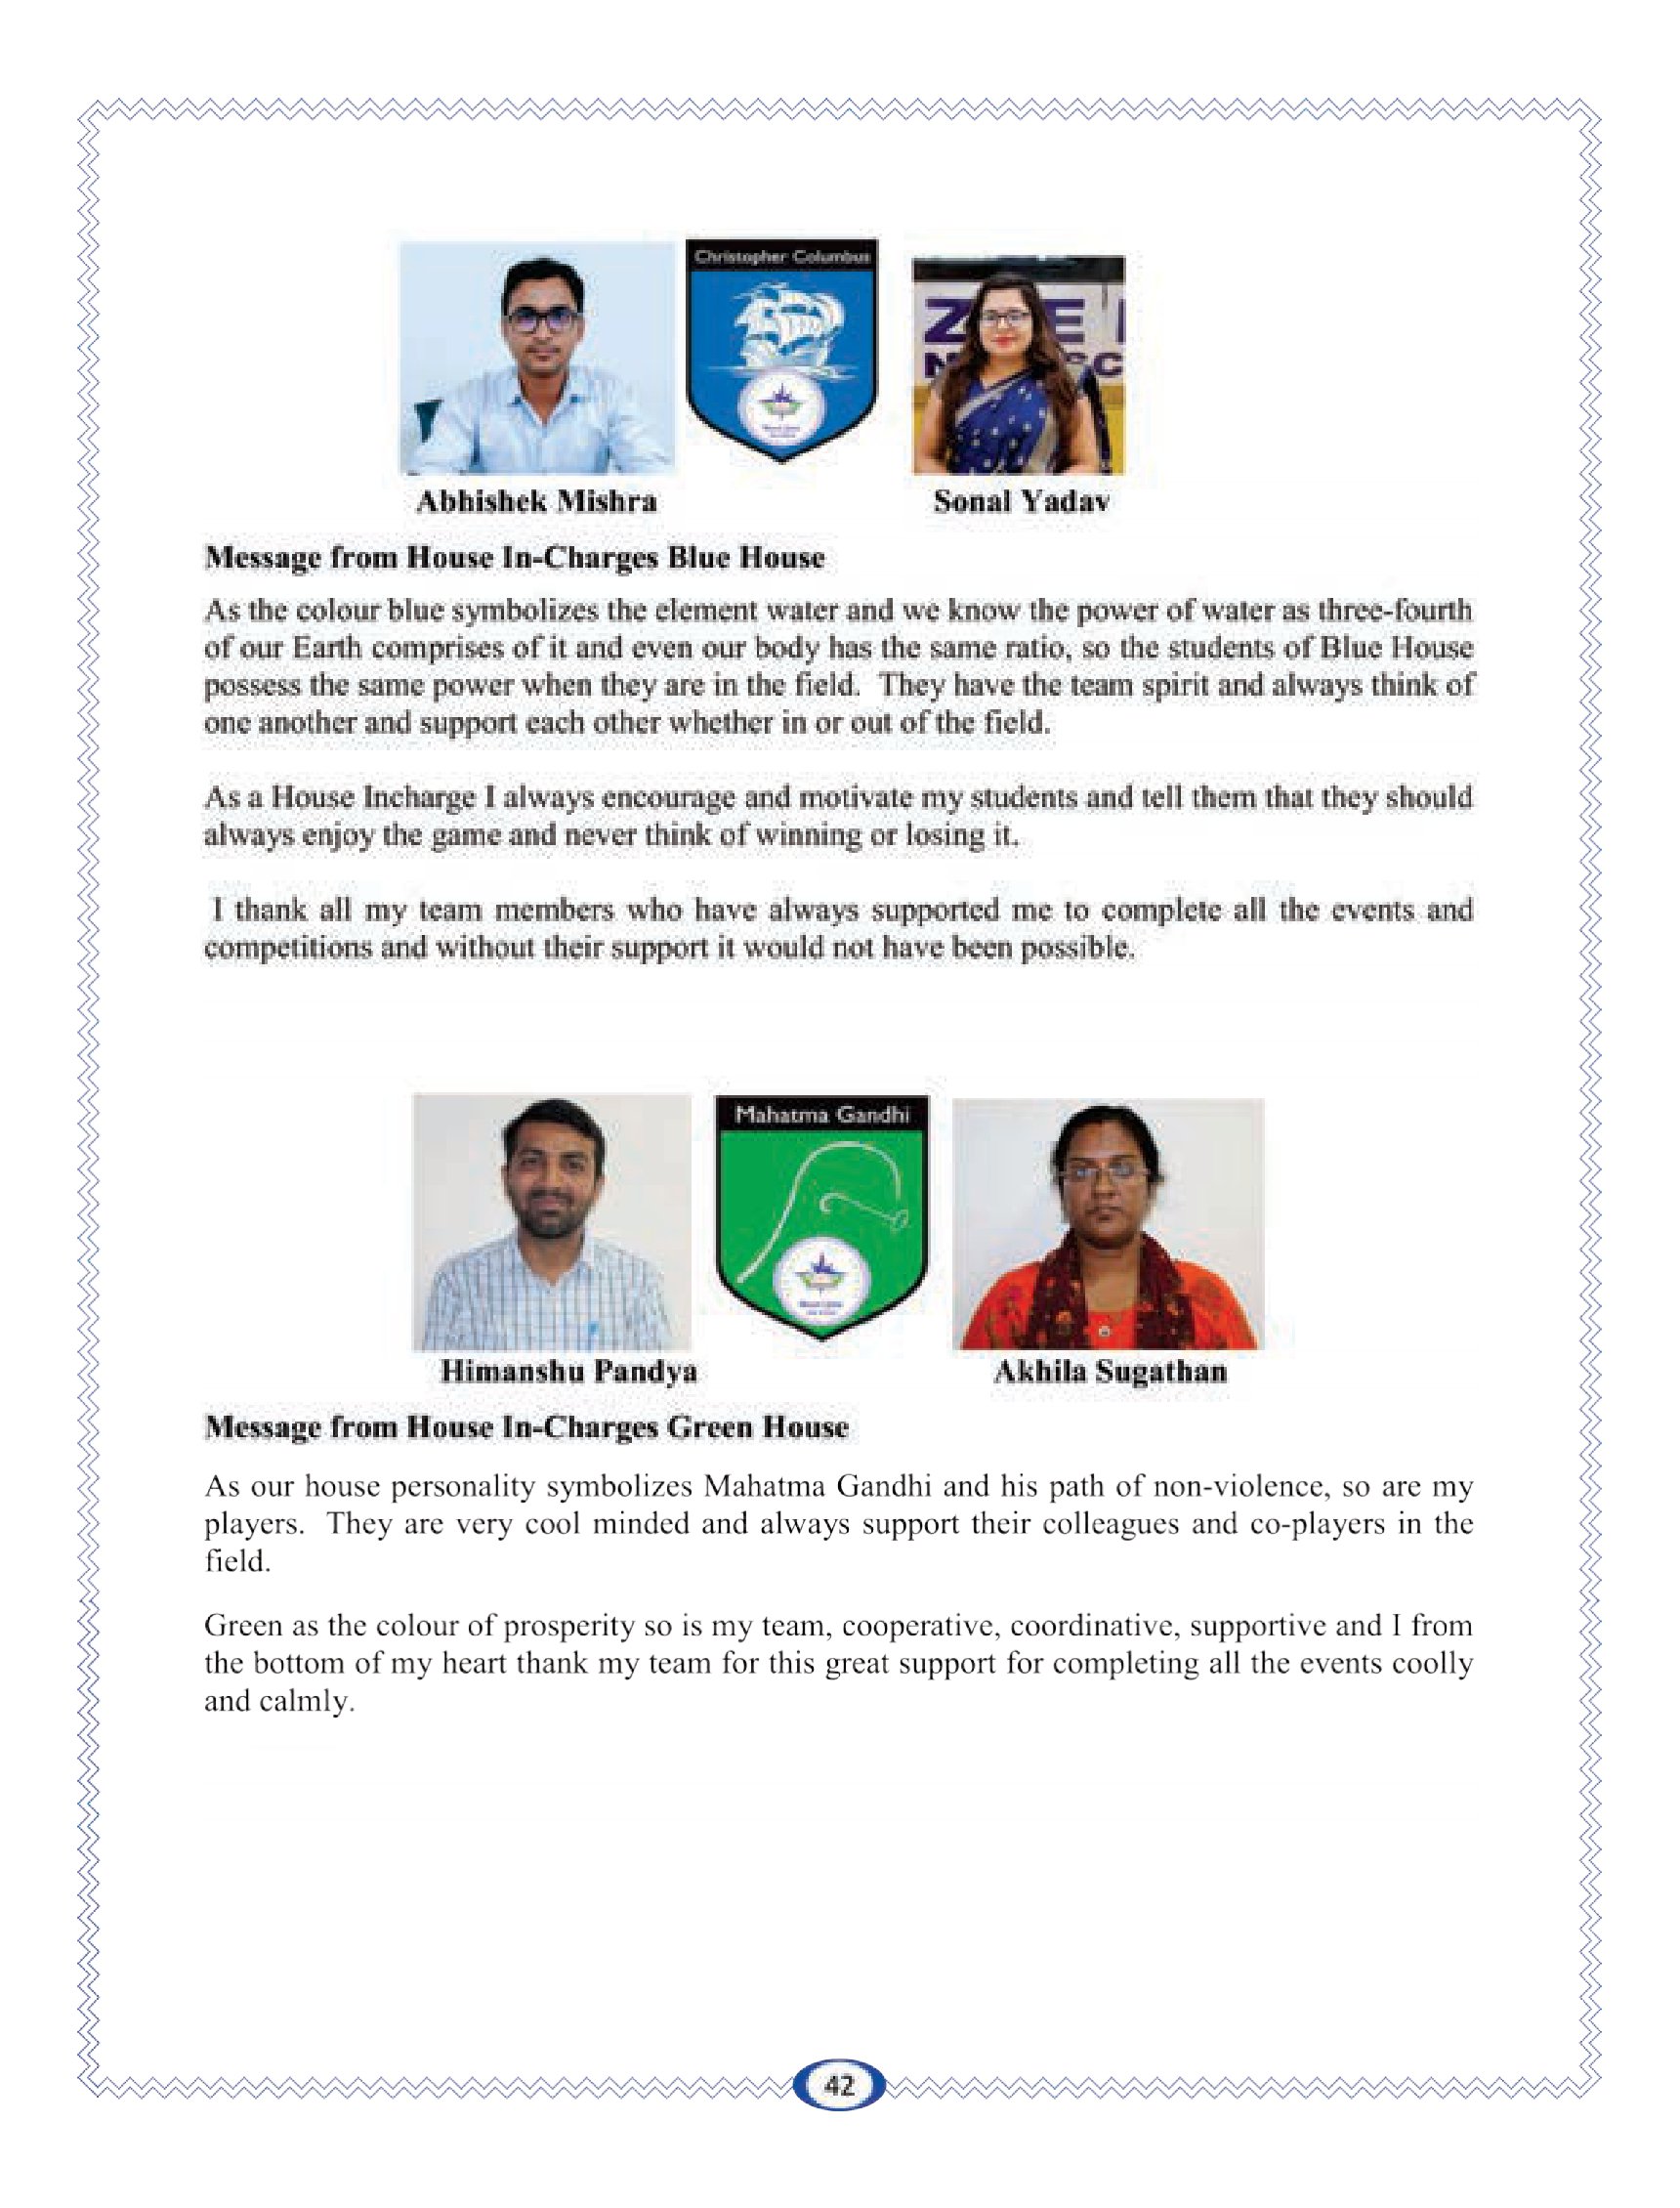 Christopher Columbus
Z E
N SC
Abhishek Mishra
Sonal Yadav
Message from House In-Charges Blue House
As the colour blue symbolizes the element water and we know the power of water as three-fourth
of our Earth comprises of it and even our body has the same ratio, so the students of Blue House
possess the same power when they are in the field. They have the team spirit and always think of
one another and support each other whether in or out of the field.
As a House Incharge I always encourage and motivate my students and tell them that they should
always enjoy the game and never think of winning or losing it.
I thank all my team members who have always supported me to complete all the events and
competitions and without their support it would not have been possible.
Mahatma Gandhi
Himanshu Pandya
Akhila Sugathan
Message from House In-Charges Green House
As our house personality symbolizes Mahatma Gandhi and his path of non-violence, so are my
players. They are very cool minded and always support their colleagues and co-players in the
field.
Green as the colour of prosperity so is my team, cooperative, coordinative, supportive and I from
the bottom of my heart thank my team for this great support for completing all the events coolly
and calmly.
42